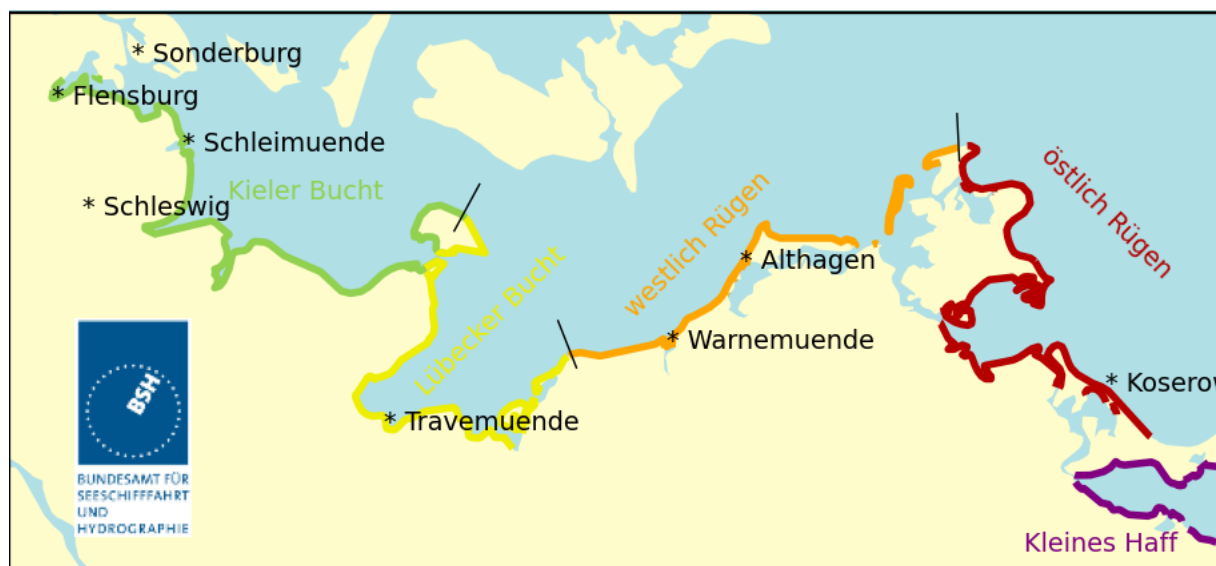 * Sonderburg
* Flensburg
* Schleimuende
Kieler Bucht
* Schleswig
Lübecker Bucht
westlich Rügen
östlich Rügen
* Althagen
* Warnemuende
* Koserow
* Travemuende
BSH
BUNDESAMT FÜR
SEESCHIFFFAHRT
UND
HYDROGRAPHIE
Kleines Haff